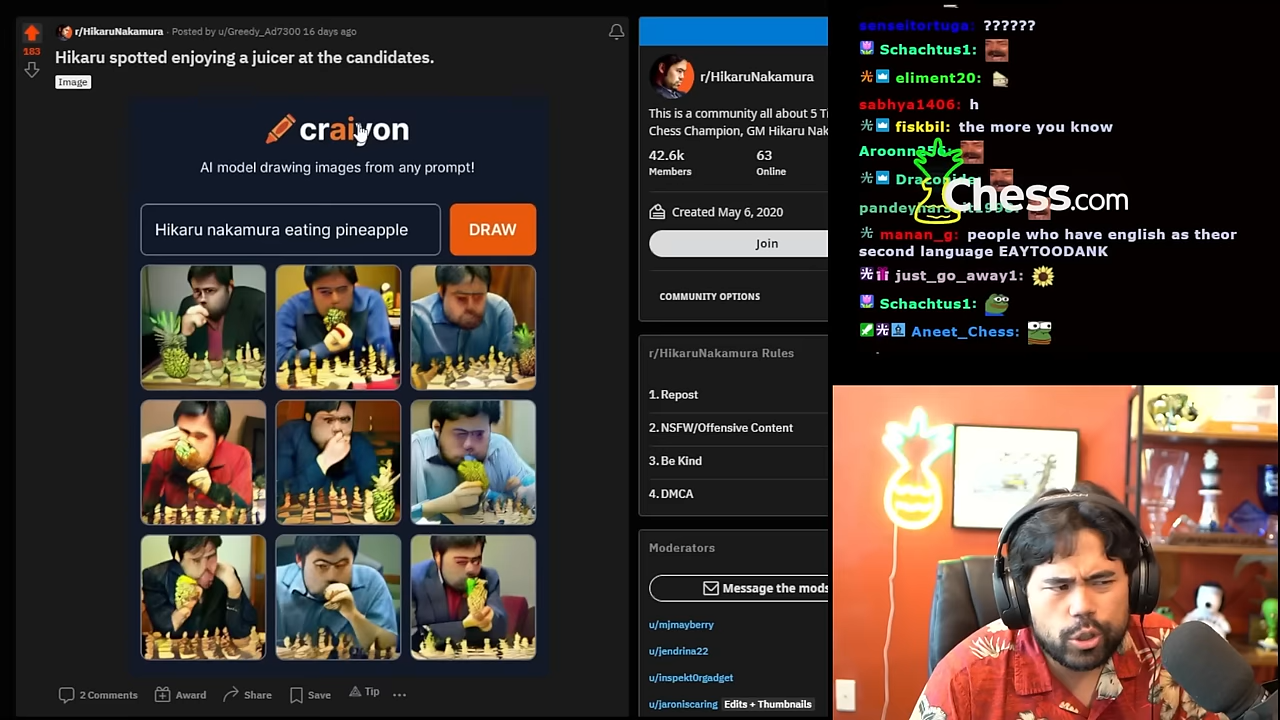 r/HikaruNakamura · Posted by u/Greedy_Ad7300 16 days ago
183
Hikaru spotted enjoying a juicer at the candidates.
Image
craiyon
AI model drawing images from any prompt!
Hikaru nakamura eating pineapple
DRAW
2 Comments
Award
Share
Save
Tip
r/HikaruNakamura
This is a community all about 5 Ti
Chess Champion, GM Hikaru Nak
42.6k
Members
63
Online
Created May 6, 2020
Join
COMMUNITY OPTIONS
r/HikaruNakamura Rules
1. Repost
2. NSFW/Offensive Content
3. Be Kind
4. DMCA
Moderators
Message the mods
u/mjmayberry
u/jendrina22
u/inspekt0rgadget
u/jaroniscaring Edits + Thumbnails
senseitortuga: ??????
Schachtus1:
eliment20:
sabhya1406: h
fiskbil: the more you know
Chess.com
manan_g: people who have english as theor
second language EAYTOODANK
just_go_away1:
Schachtus1:
Aneet_Chess: